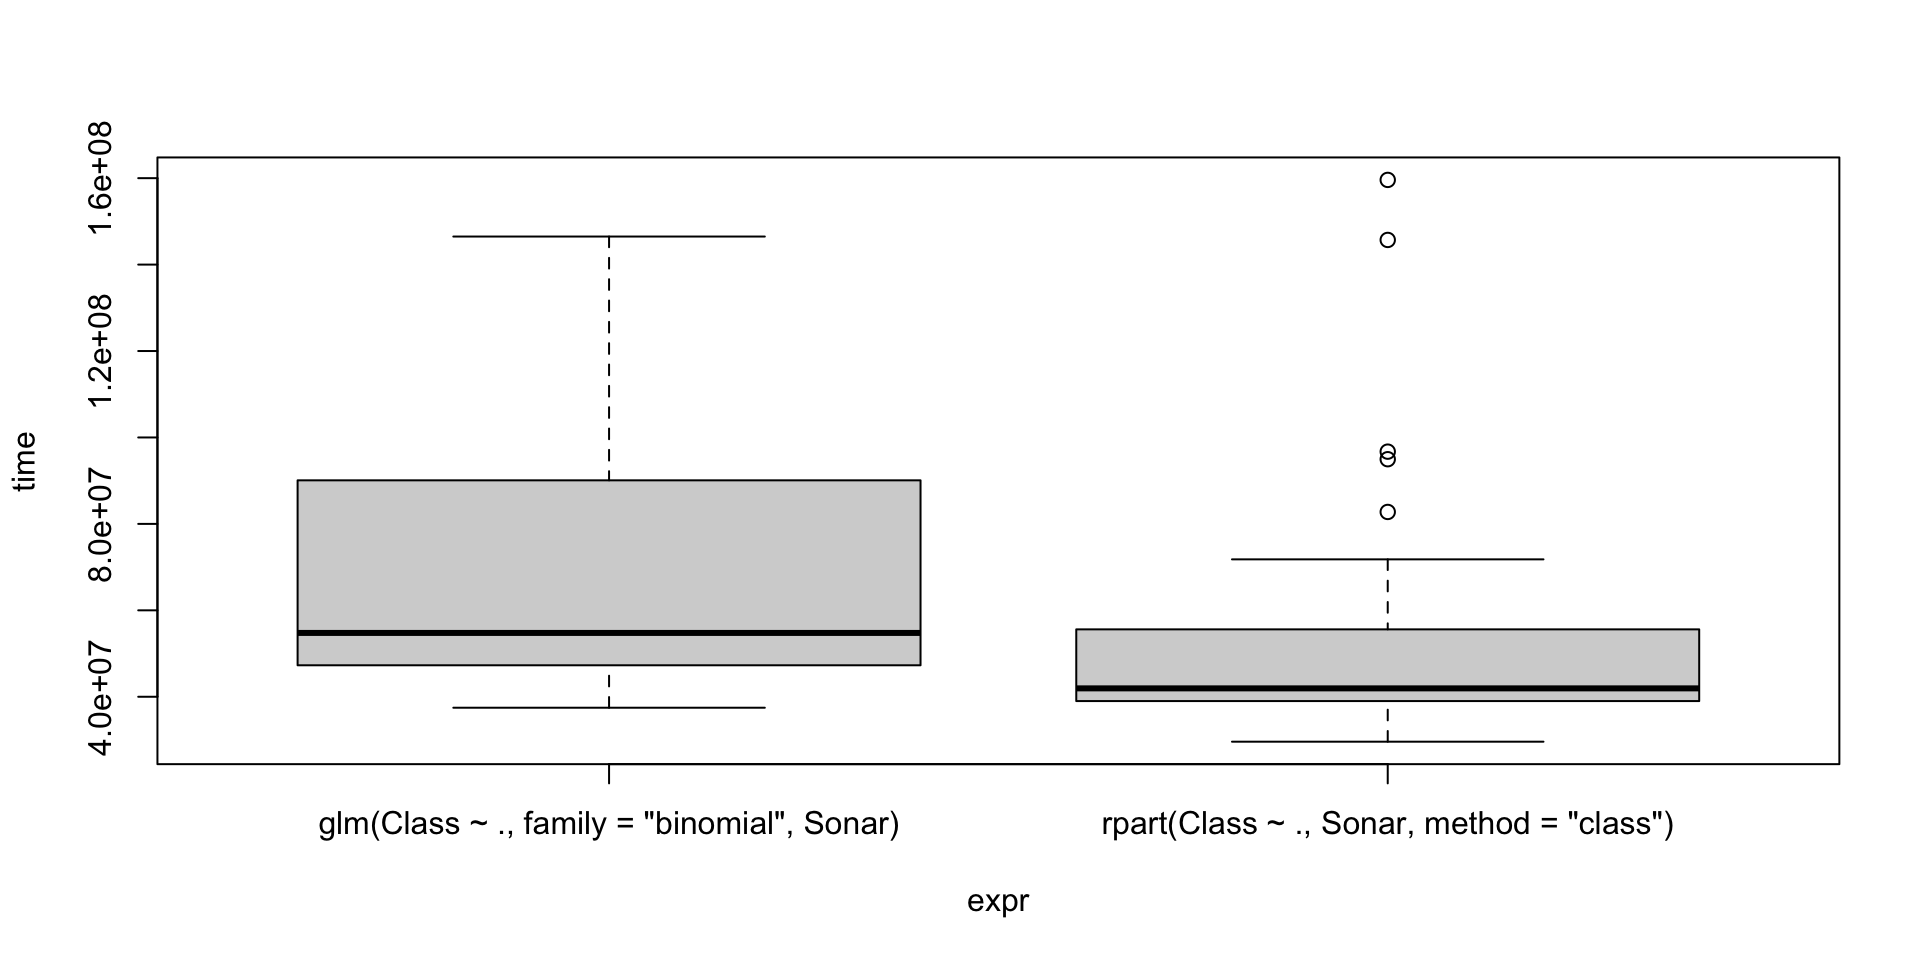 1.6e+08
1.2e+08
8.0e+07
4.0e+07
time
glm(Class ~ ., family = "binomial", Sonar)
rpart(Class ~ ., Sonar, method = "class")
expr